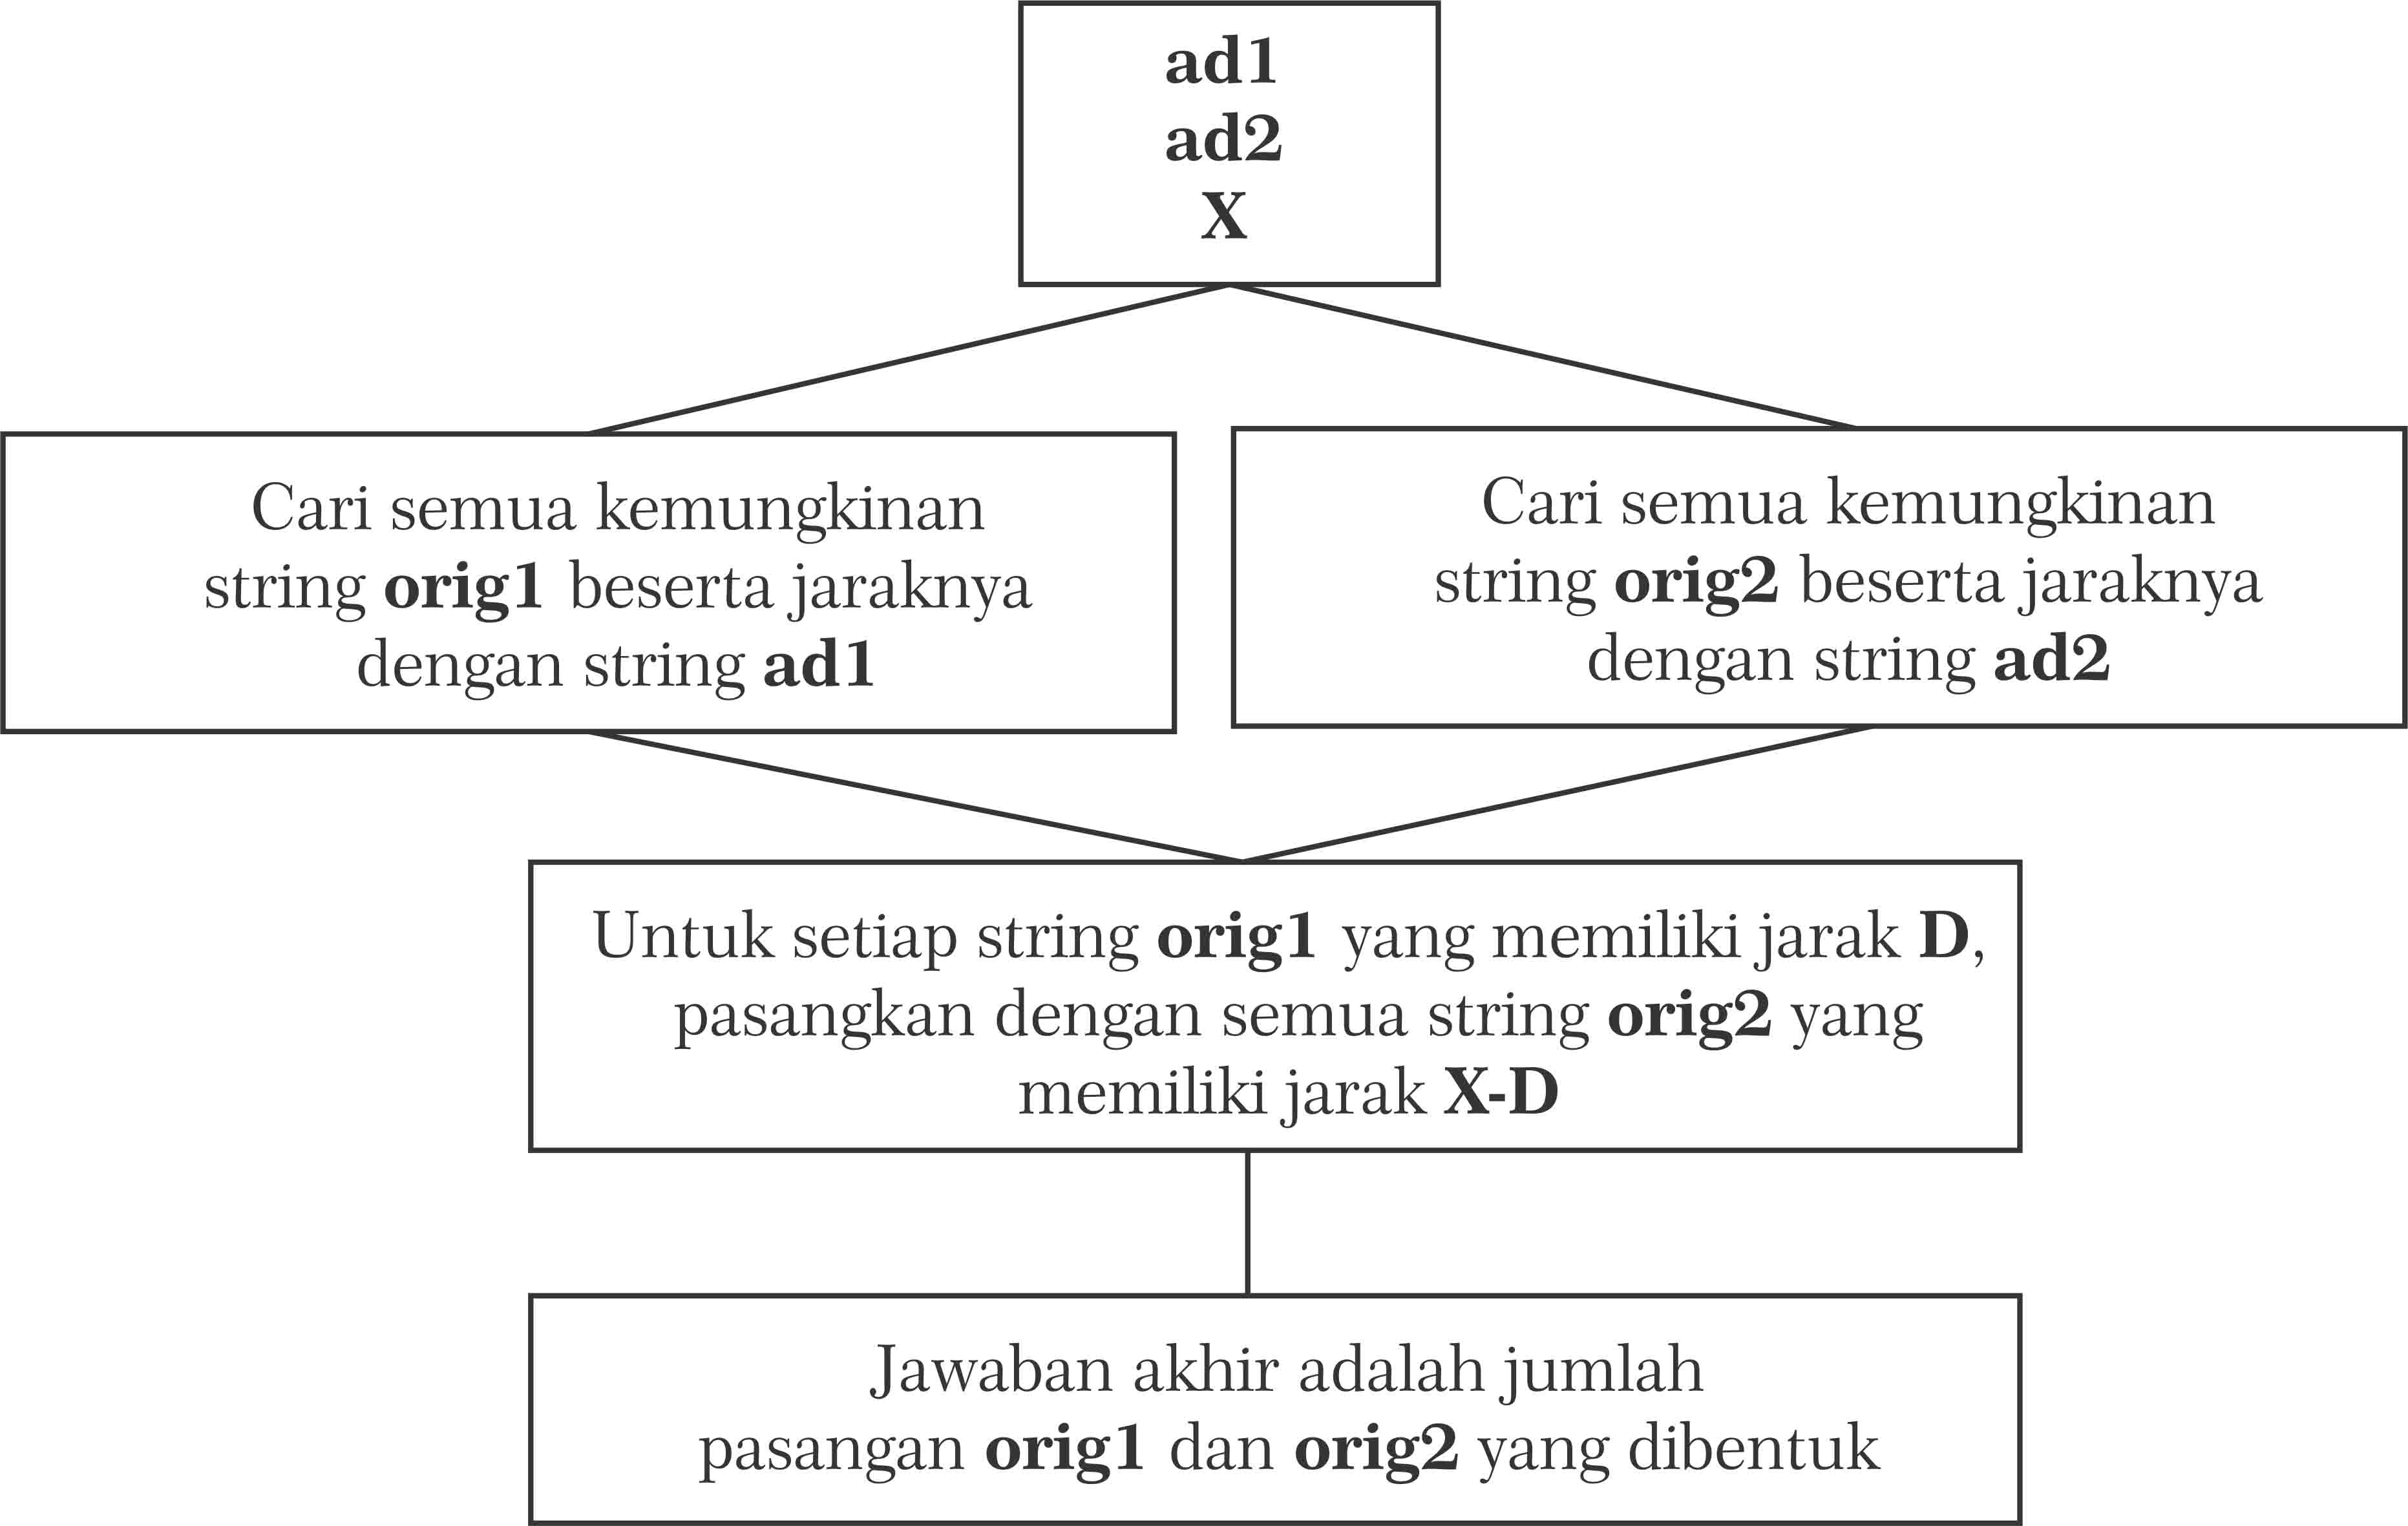 ad1
ad2
X
Cari semua kemungkinan
string orig1 beserta jaraknya
dengan string ad1
Cari semua kemungkinan
string orig2 beserta jaraknya
dengan string ad2
Untuk setiap string orig1 yang memiliki jarak D,
pasangkan dengan semua string orig2 yang
memiliki jarak X-D
Jawaban akhir adalah jumlah
pasangan orig1 dan orig2 yang dibentuk